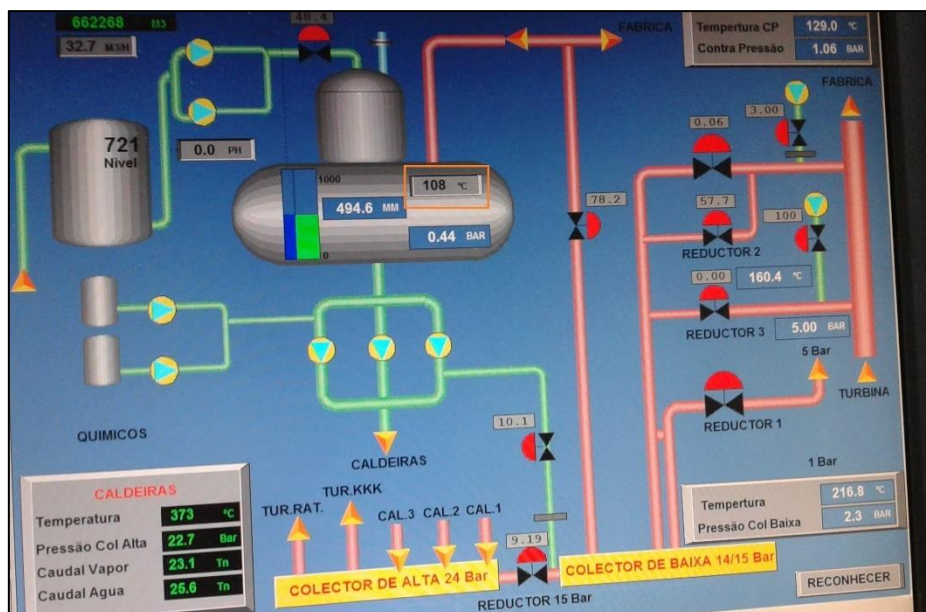 662268 M3
32.7 M3/H
48.4
FABRICA
Tempertura CP 129.0 °C
Contra Pressão 1.06 BAR
FABRICA
3.00
0.06
721
Nivel
0.0 PH
1000
108 °C
494.6 MM
0.44 BAR
0
78.2
57.7
100
REDUCTOR 2
0.00
160.4 °C
REDUCTOR 3
5.00 BAR
5 Bar
TURBINA
REDUCTOR 1
QUIMICOS
CALDEIRAS
10.1
1 Bar
CALDEIRAS
Temperatura 373 °C
Pressão Col Alta 22.7 Bar
Caudal Vapor 23.1 Tn
Caudal Agua 25.6 Tn
TUR.RAT.
TUR.KKK
CAL.3
CAL.2
CAL.1
9.19
COLECTOR DE ALTA 24 Bar
REDUCTOR 15 Bar
COLECTOR DE BAIXA 14/15 Bar
Tempertura 216.8 °C
Pressão Col Baixa 2.3 BAR
RECONHECER